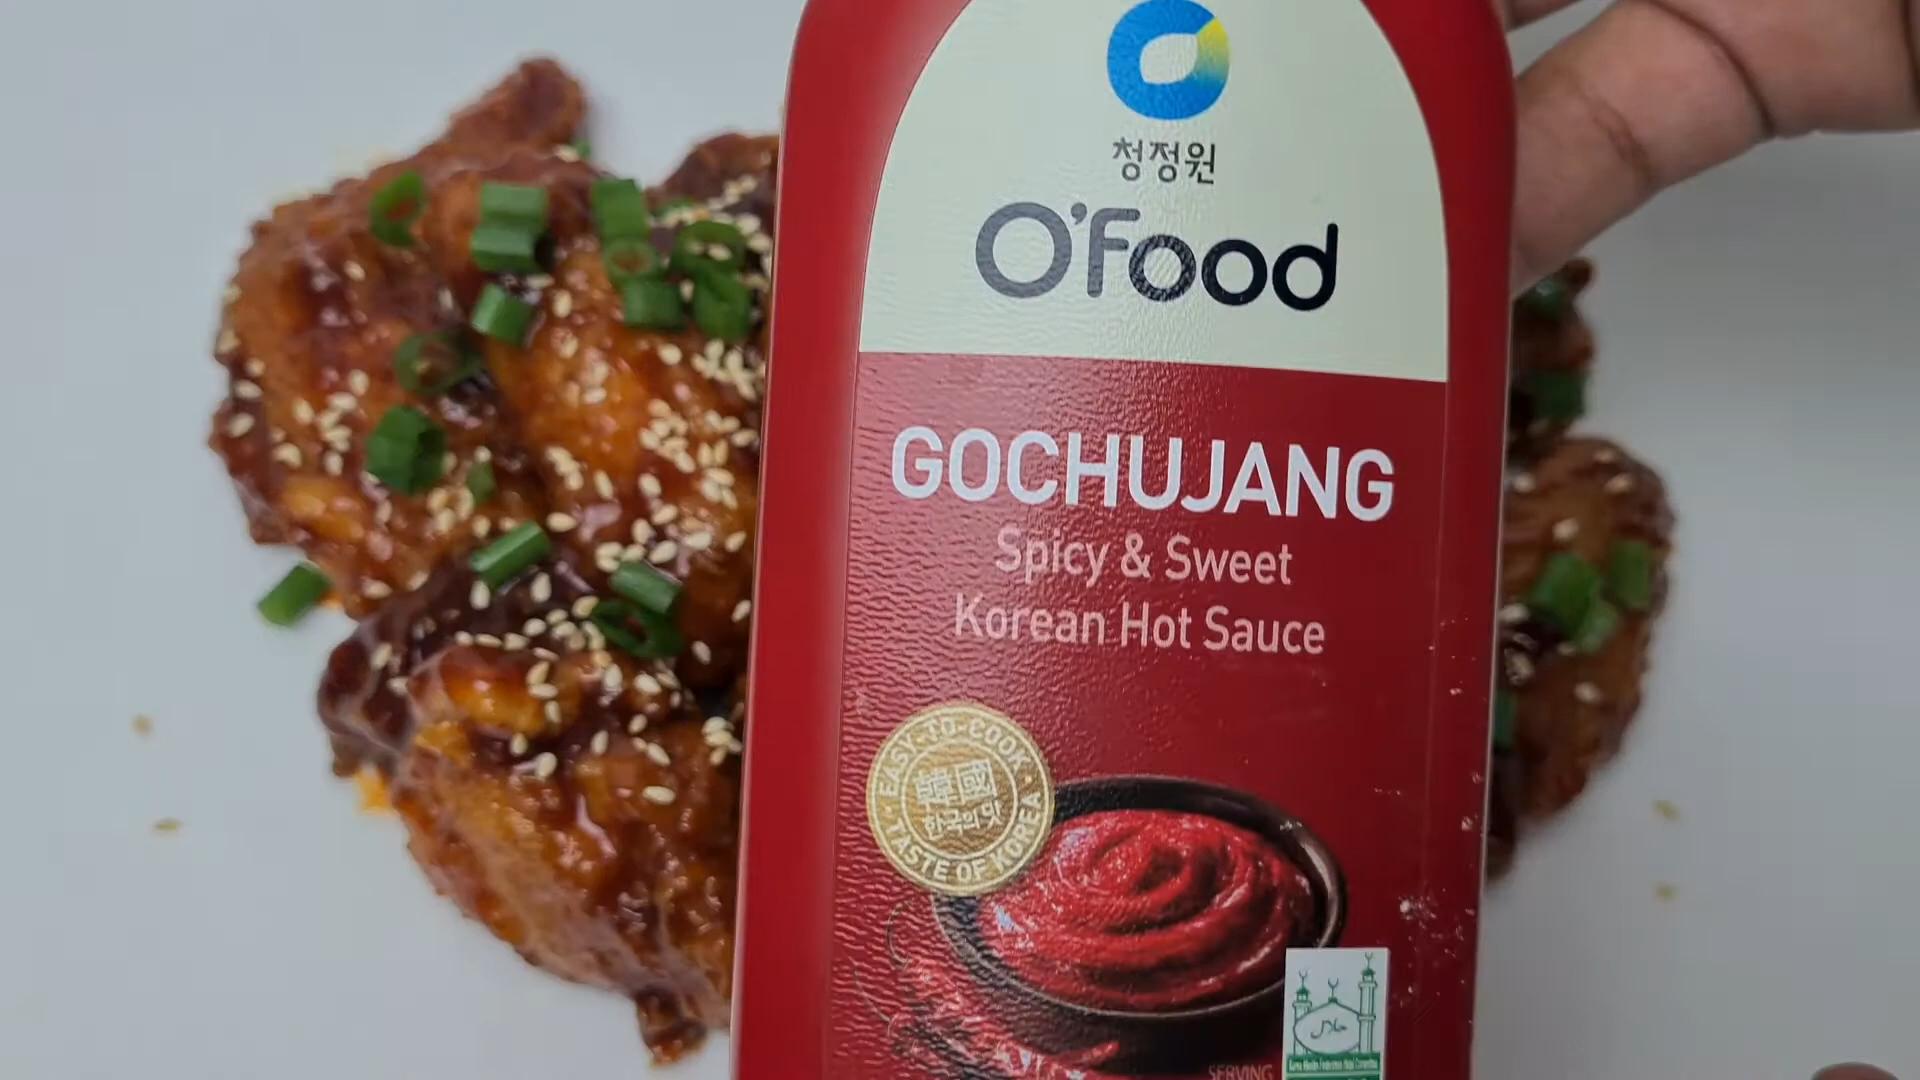 청정원
O'Food
GOCHUJANG
Spicy & Sweet
Korean Hot Sauce
EASY-TO-COOK
韓國
한국의 맛
TASTE OF KOREA
حلال
SERVING